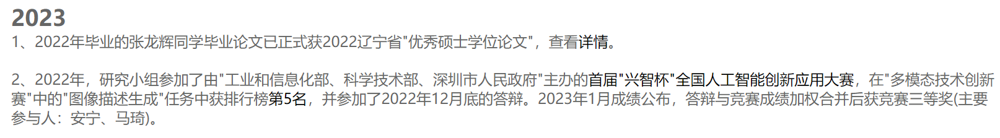 2023
1、2022年毕业的张龙辉同学毕业论文已正式获2022辽宁省"优秀硕士学位论文"，查看详情。
2、2022年，研究小组参加了由"工业和信息化部、科学技术部、深圳市人民政府"主办的首届"兴智杯"全国人工智能创新应用大赛，在"多模态技术创新
赛"中的"图像描述生成"任务中获排行榜第5名，并参加了2022年12月底的答辩。2023年1月成绩公布，答辩与竞赛成绩加权合并后获竞赛三等奖(主要
参与人：安宁、马琦)。